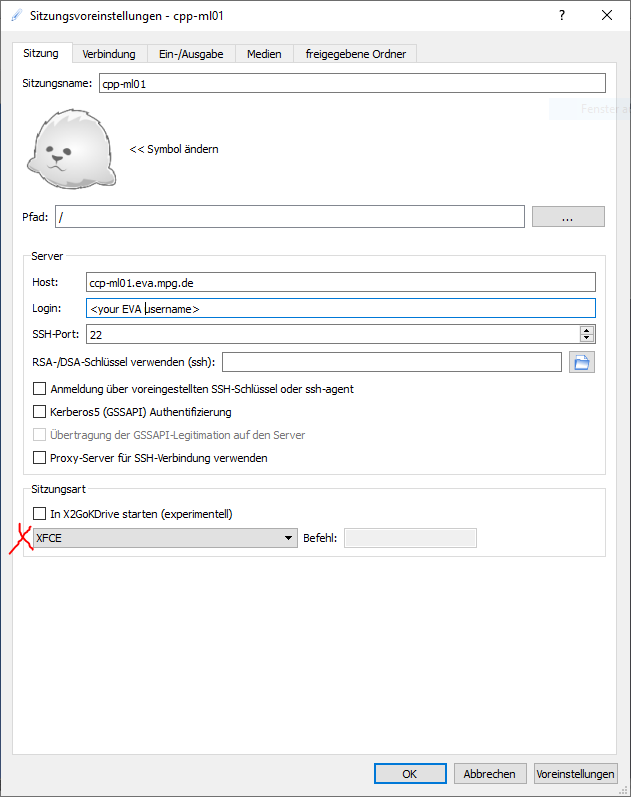 Sitzungsvoreinstellungen - cpp-ml01
Sitzung Verbindung Ein-/Ausgabe Medien freigegebene Ordner
Sitzungsname: cpp-ml01
Fenster a
<< Symbol ändern
Pfad: / ...
Server
Host: ccp-ml01.eva.mpg.de
Login: <your EVA username>
SSH-Port: 22
RSA-/DSA-Schlüssel verwenden (ssh):
Anmeldung über voreingestellten SSH-Schlüssel oder ssh-agent
Kerberos5 (GSSAPI) Authentifizierung
Übertragung der GSSAPI-Legitimation auf den Server
Proxy-Server für SSH-Verbindung verwenden
Sitzungsart
In X2GoKDrive starten (experimentell)
XFCE Befehl:
OK Abbrechen Voreinstellungen